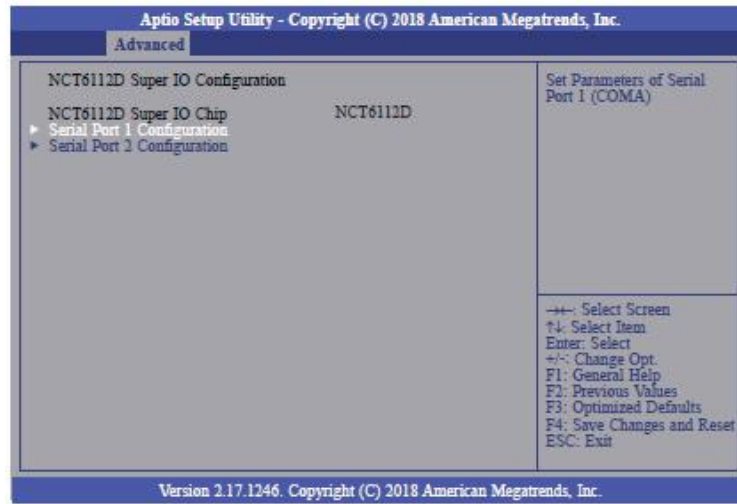 Aptio Setup Utility - Copyright (C) 2018 American Megatrends, Inc.
Advanced
NCT6112D Super IO Configuration
NCT6112D Super IO Chip NCT6112D
► Serial Port 1 Configuration
► Serial Port 2 Configuration
Set Parameters of Serial
Port 1 (COMA)
→←: Select Screen
↑↓: Select Item
Enter: Select
+/-: Change Opt.
F1: General Help
F2: Previous Values
F3: Optimized Defaults
F4: Save Changes and Reset
ESC: Exit
Version 2.17.1246. Copyright (C) 2018 American Megatrends, Inc.